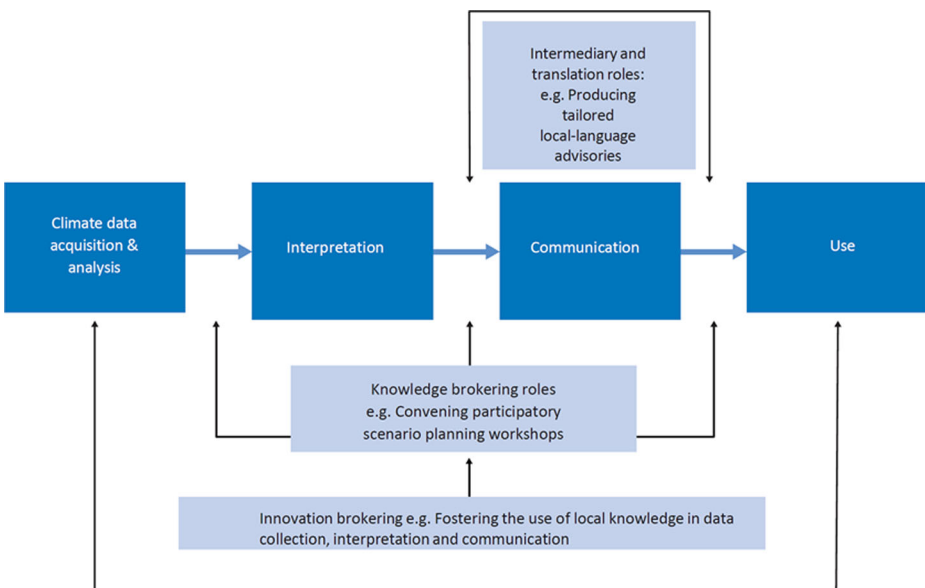 Intermediary and
translation roles:
e.g. Producing
tailored
local-language
advisories
Climate data
acquisition &
analysis
Interpretation
Communication
Use
Knowledge brokering roles
e.g. Convening participatory
scenario planning workshops
Innovation brokering e.g. Fostering the use of local knowledge in data
collection, interpretation and communication